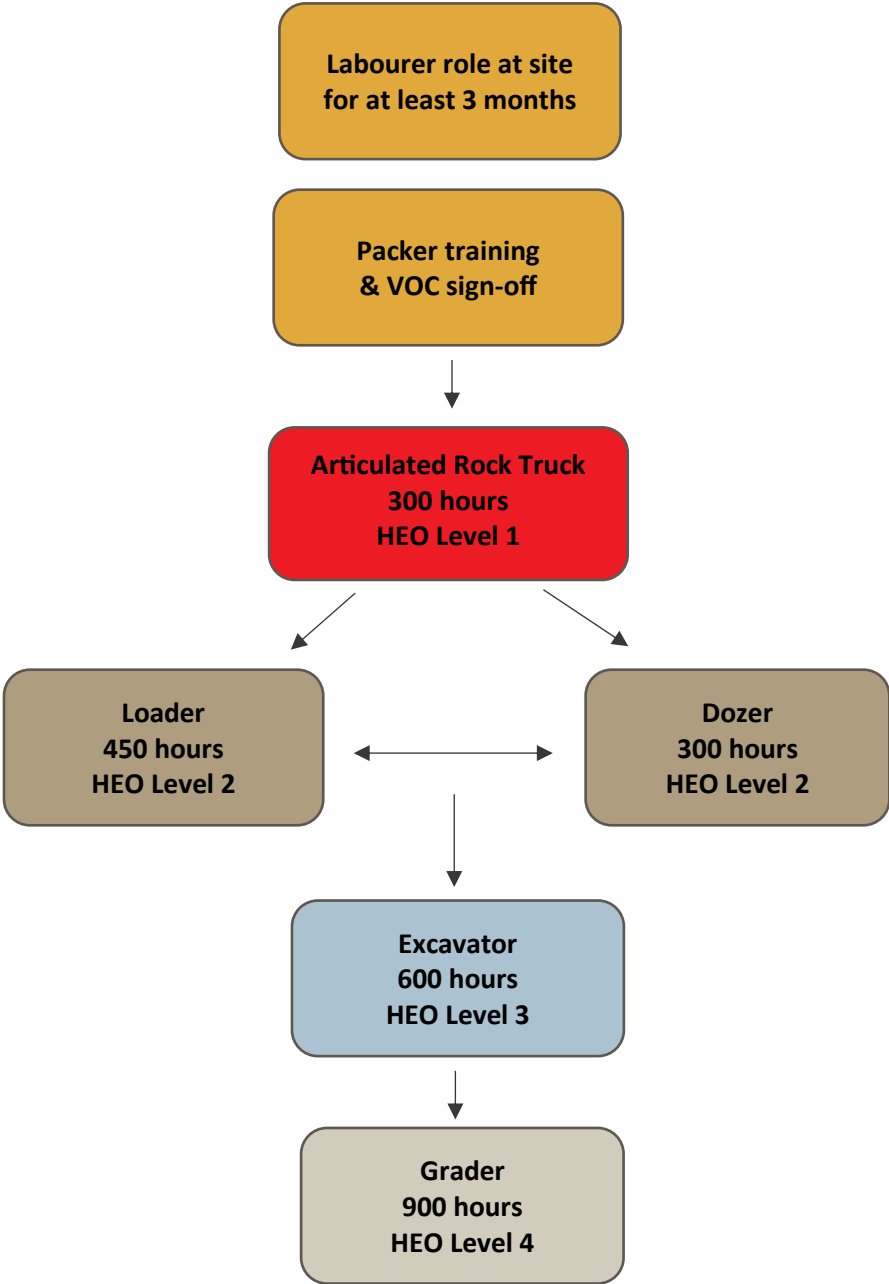 Labourer role at site
for at least 3 months
Packer training
& VOC sign-off
Articulated Rock Truck
300 hours
HEO Level 1
Loader
450 hours
HEO Level 2
Dozer
300 hours
HEO Level 2
Excavator
600 hours
HEO Level 3
Grader
900 hours
HEO Level 4